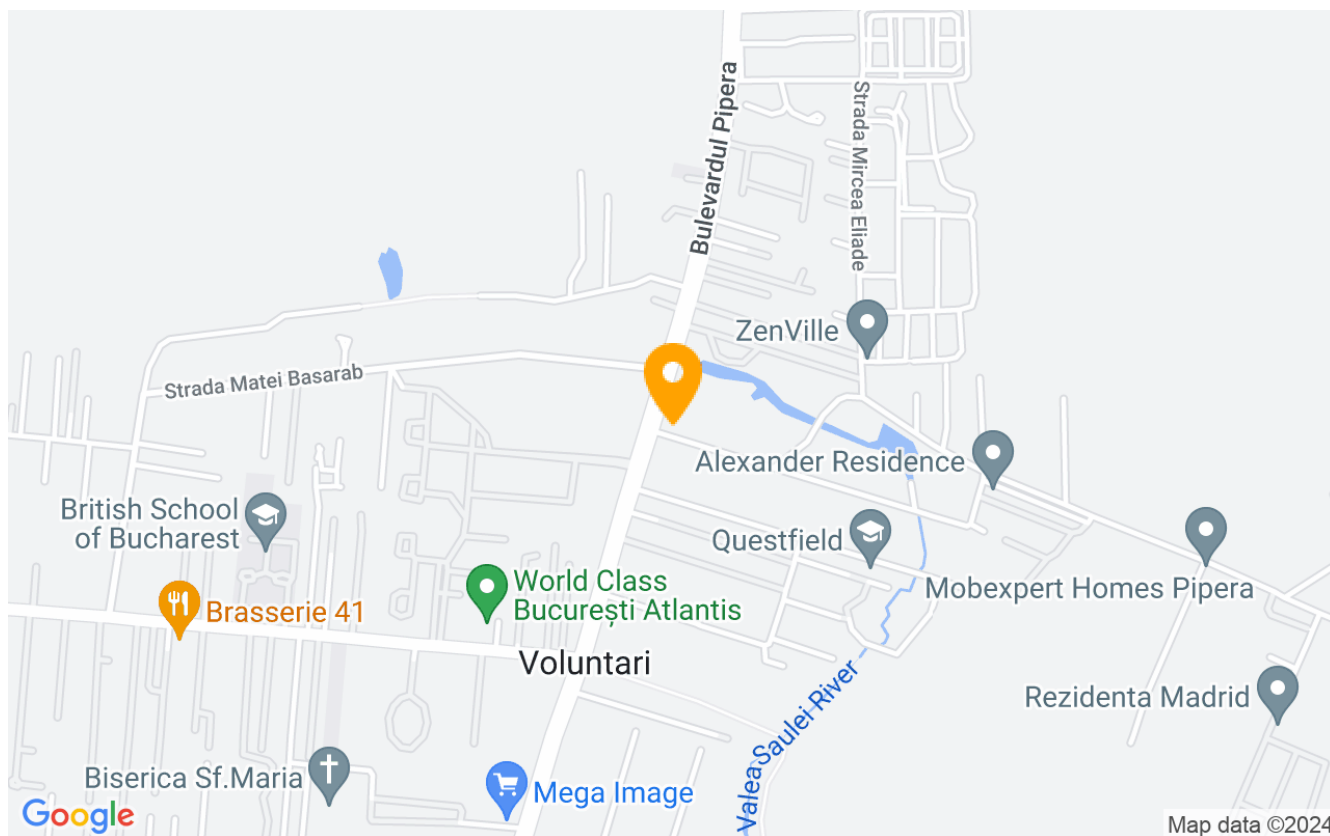 Bulevardul Pipera
Strada Mircea Eliade
ZenVille
Strada Matei Basarab
Alexander Residence
British School
of Bucharest
Questfield
World Class
București Atlantis
Mobexpert Homes Pipera
Brasserie 41
Voluntari
Valea Saulei River
Rezidenta Madrid
Biserica Sf.Maria
Mega Image
Google
Map data ©2024